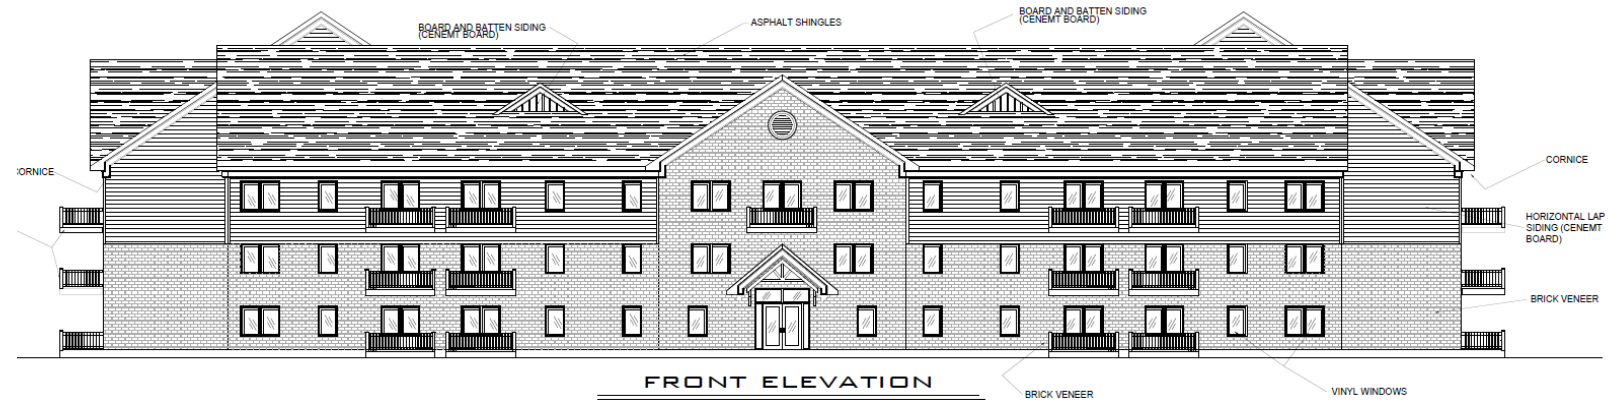 BOARD AND BATTEN SIDING
(CENEMT BOARD)
ASPHALT SHINGLES
BOARD AND BATTEN SIDING
(CENEMT BOARD)
ORNICE
CORNICE
HORIZONTAL LAP
SIDING (CENEMT
BOARD)
BRICK VENEER
FRONT ELEVATION
BRICK VENEER
VINYL WINDOWS